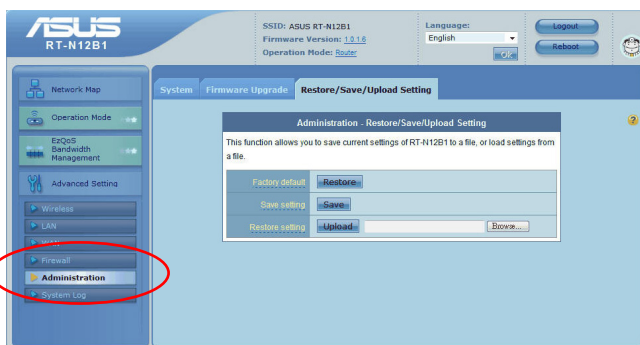 ASUS
RT-N12B1
SSID: ASUS RT-N12B1
Firmware Version: 1.0.1.6
Operation Mode: Router
Language:
English
OK
Logout
Reboot
Network Map
Operation Mode
EzQoS
Bandwidth
Management
Advanced Setting
Wireless
LAN
WAN
Firewall
Administration
System Log
System
Firmware Upgrade
Restore/Save/Upload Setting
Administration - Restore/Save/Upload Setting
This function allows you to save current settings of RT-N12B1 to a file, or load settings from
a file.
Factory default
Restore
Save setting
Save
Restore setting
Upload
Browse...
?